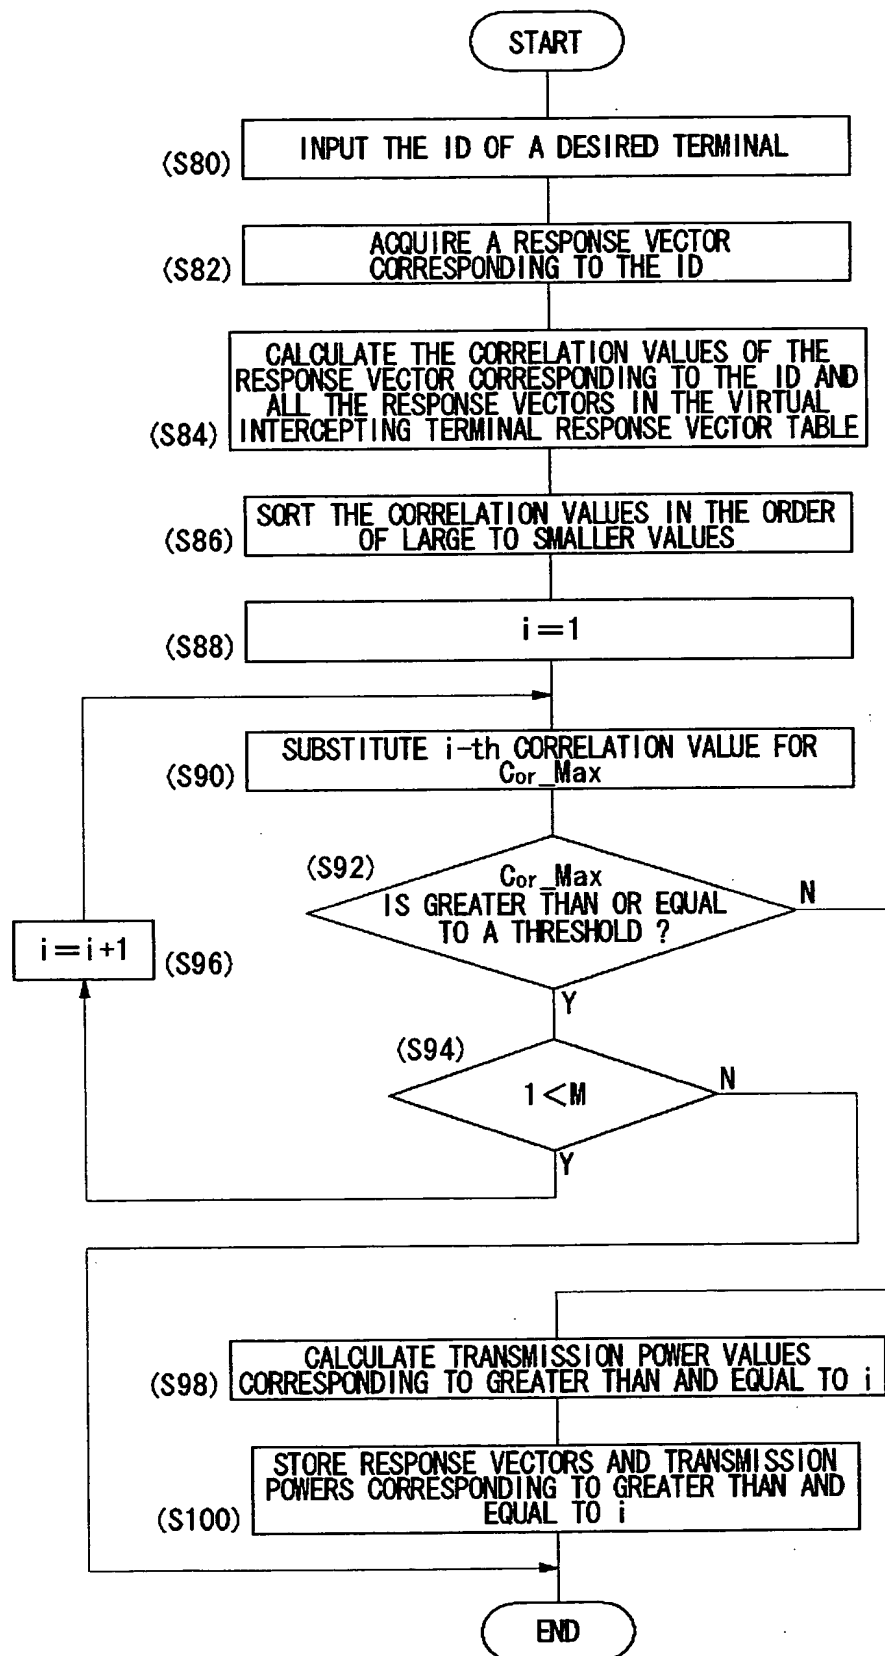 START
INPUT THE ID OF A DESIRED TERMINAL
(S80)
ACQUIRE A RESPONSE VECTOR
CORRESPONDING TO THE ID
(S82)
CALCULATE THE CORRELATION VALUES OF THE
RESPONSE VECTOR CORRESPONDING TO THE ID AND
ALL THE RESPONSE VECTORS IN THE VIRTUAL
INTERCEPTING TERMINAL RESPONSE VECTOR TABLE
(S84)
SORT THE CORRELATION VALUES IN THE ORDER
OF LARGE TO SMALLER VALUES
(S86)
i=1
(S88)
SUBSTITUTE i-th CORRELATION VALUE FOR
Cor_Max
(S90)
(S92)
Cor_Max
IS GREATER THAN OR EQUAL
TO A THRESHOLD ?
N
Y
i=i+1
(S96)
(S94)
1<M
N
Y
CALCULATE TRANSMISSION POWER VALUES
CORRESPONDING TO GREATER THAN AND EQUAL TO i
(S98)
STORE RESPONSE VECTORS AND TRANSMISSION
POWERS CORRESPONDING TO GREATER THAN AND
EQUAL TO i
(S100)
END